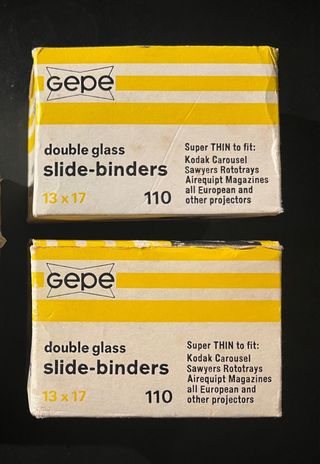 Gepe
double glass
slide-binders
13 x 17 110
Super THIN to fit:
Kodak Carousel
Sawyers Rototrays
Airequipt Magazines
all European and
other projectors
Gepe
double glass
slide-binders
13 x 17 110
Super THIN to fit:
Kodak Carousel
Sawyers Rototrays
Airequipt Magazines
all European and
other projectors